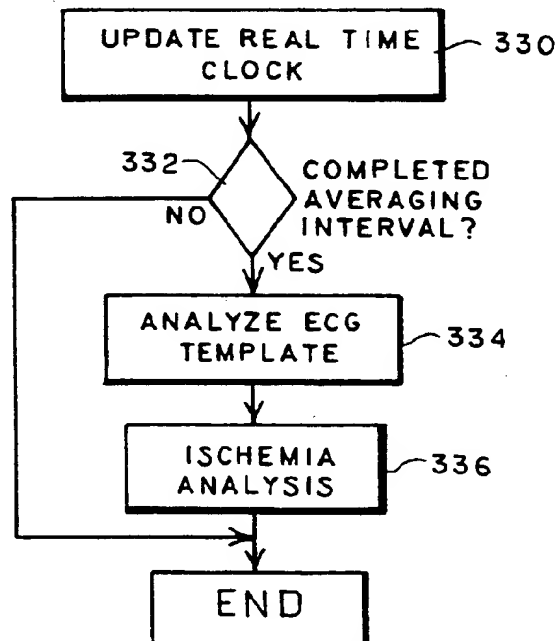 UPDATE REAL TIME
CLOCK
330
332
COMPLETED
AVERAGING
INTERVAL?
NO
YES
ANALYZE ECG
TEMPLATE
334
ISCHEMIA
ANALYSIS
336
END